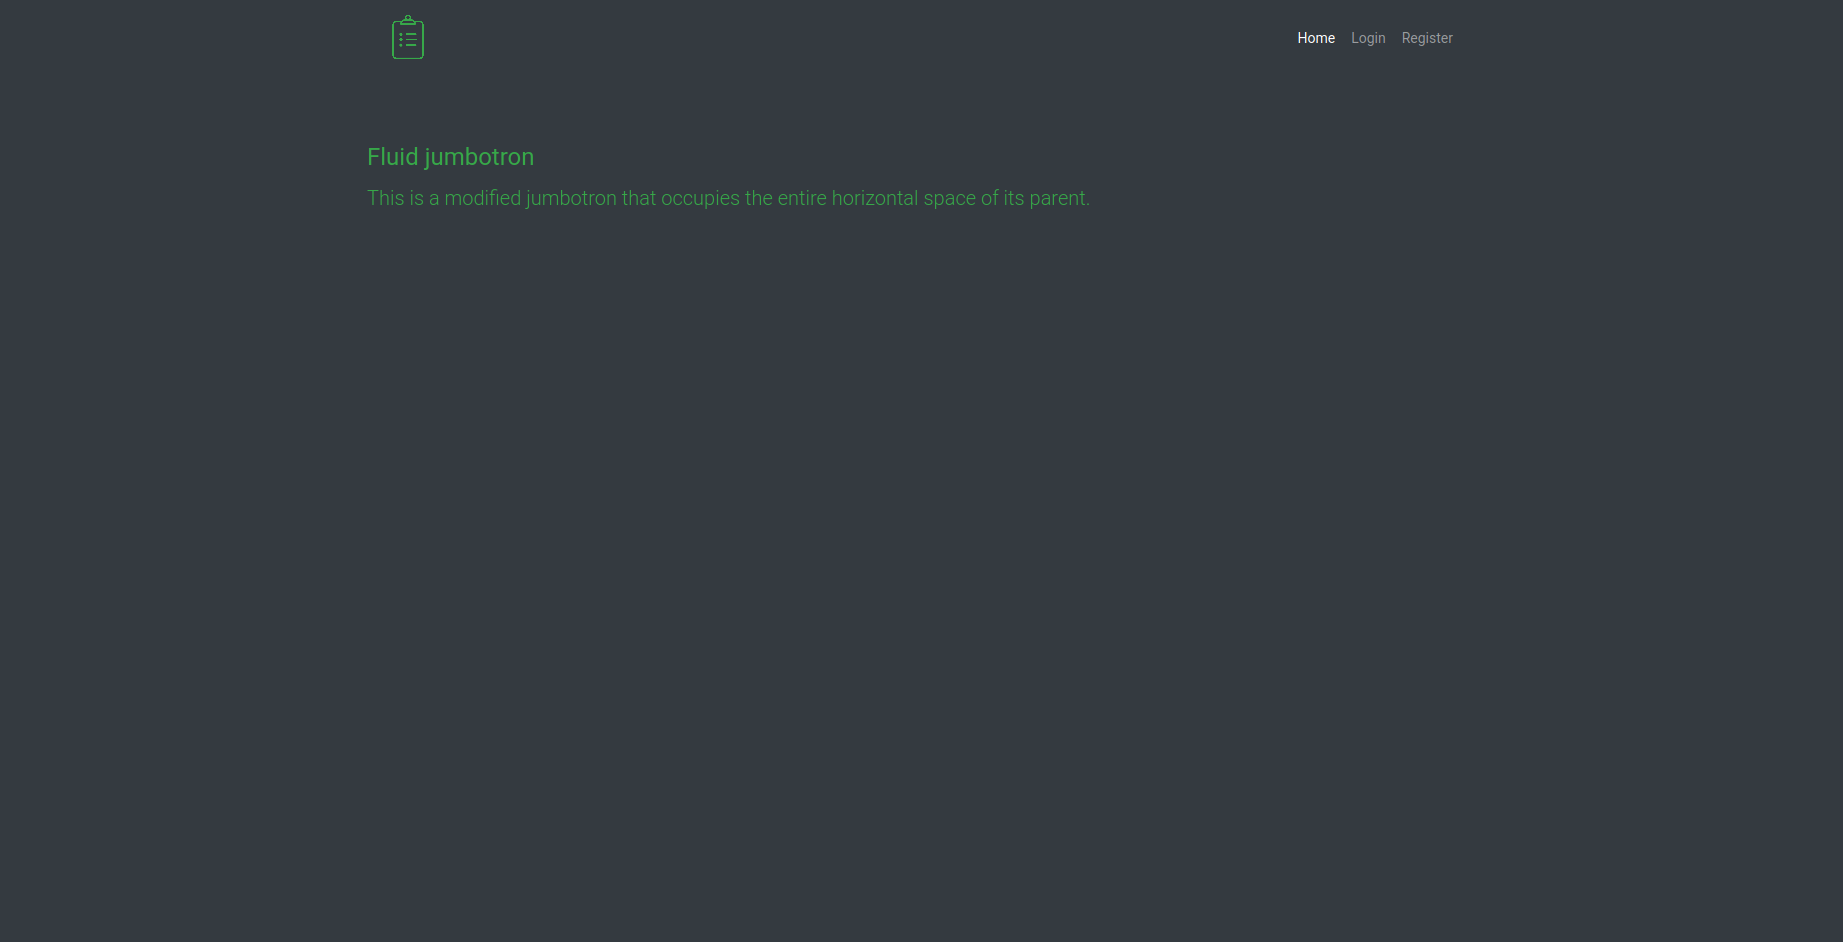 Home Login Register
Fluid jumbotron
This is a modified jumbotron that occupies the entire horizontal space of its parent.